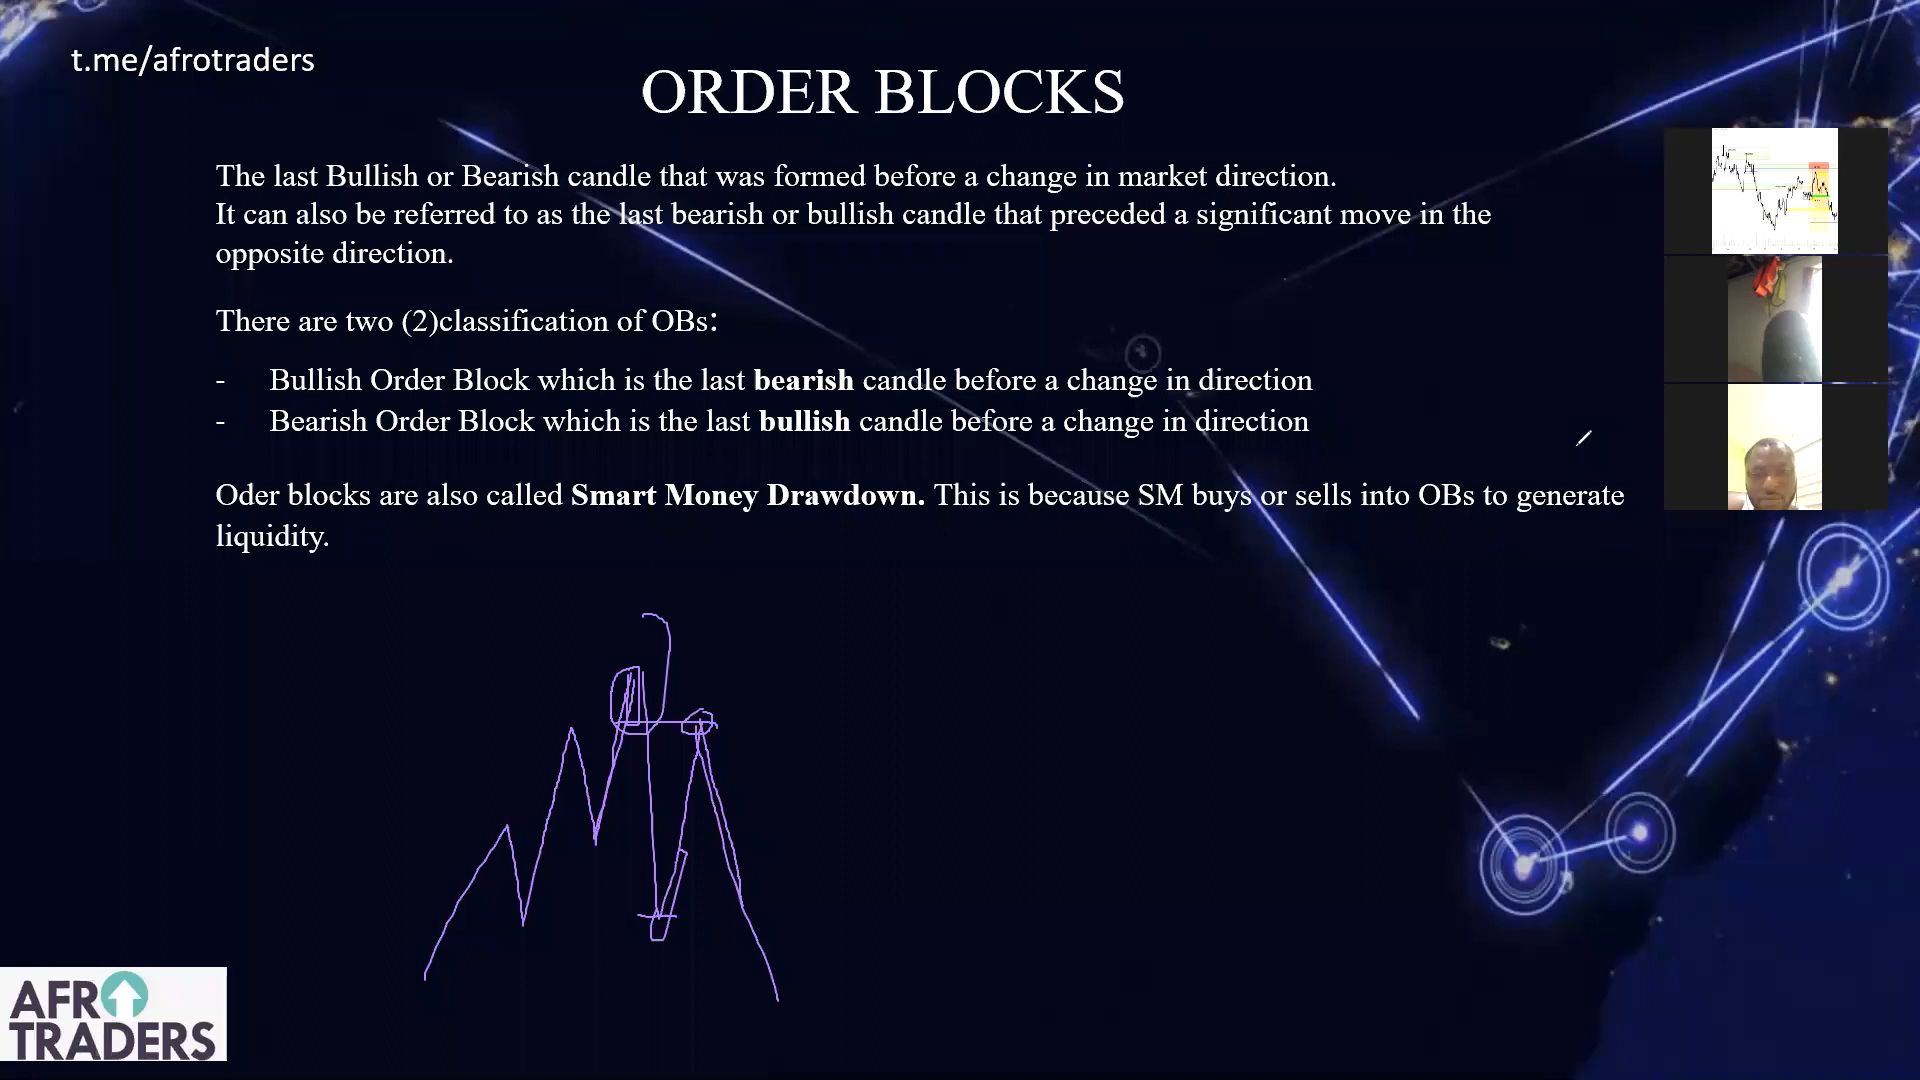 t.me/afrotraders
ORDER BLOCKS
The last Bullish or Bearish candle that was formed before a change in market direction.
It can also be referred to as the last bearish or bullish candle that preceded a significant move in the
opposite direction.
There are two (2)classification of OBs:
- Bullish Order Block which is the last bearish candle before a change in direction
- Bearish Order Block which is the last bullish candle before a change in direction
Oder blocks are also called Smart Money Drawdown. This is because SM buys or sells into OBs to generate
liquidity.
AFRO
TRADERS